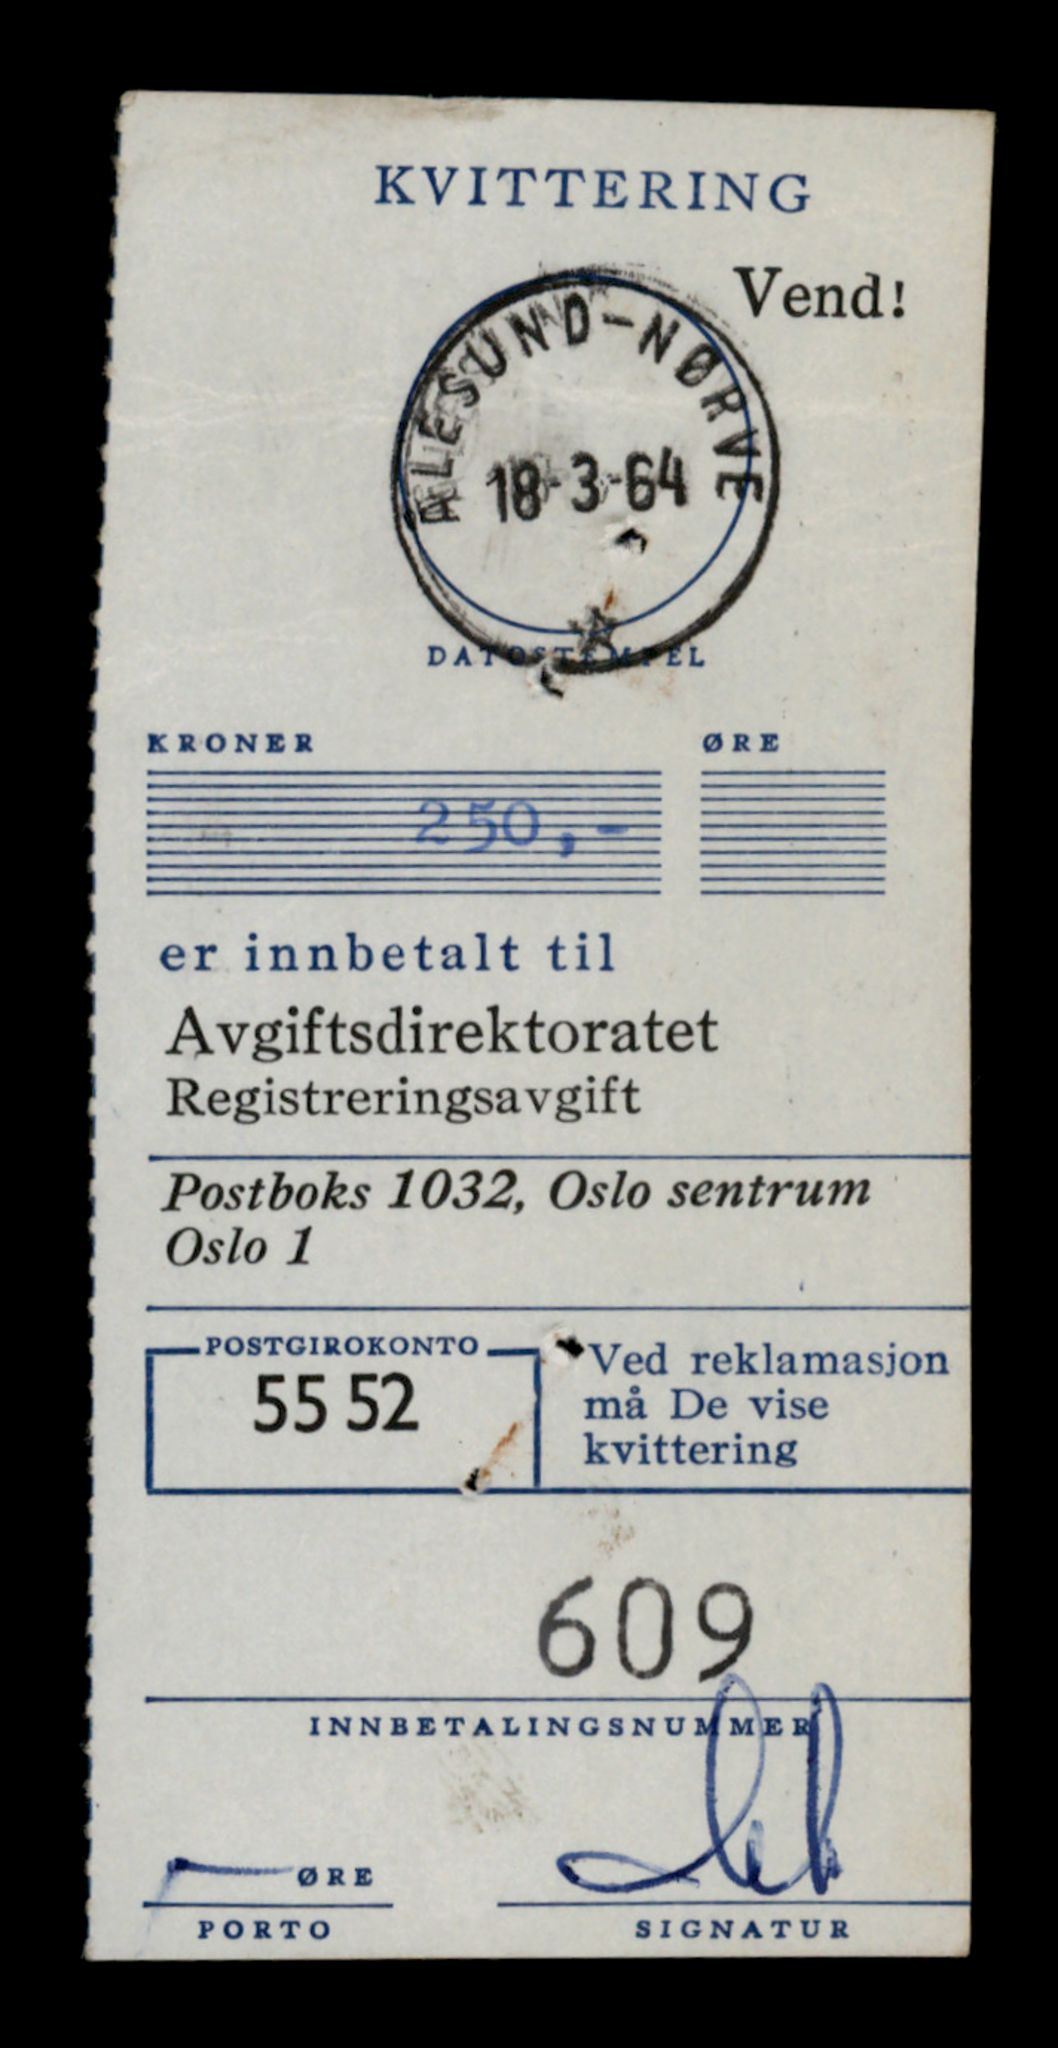 KVITTERING
Vend!
ALESUND-NØRVE
18-3-64
DATOSTEMPEL
KRONER ØRE
250,-
er innbetalt til
Avgiftsdirektoratet
Registreringsavgift
Postboks 1032, Oslo sentrum
Oslo 1
POSTGIROKONTO
55 52
Ved reklamasjon
må De vise
kvittering
609
INNBETALINGSNUMMER
ØRE
PORTO
SIGNATUR